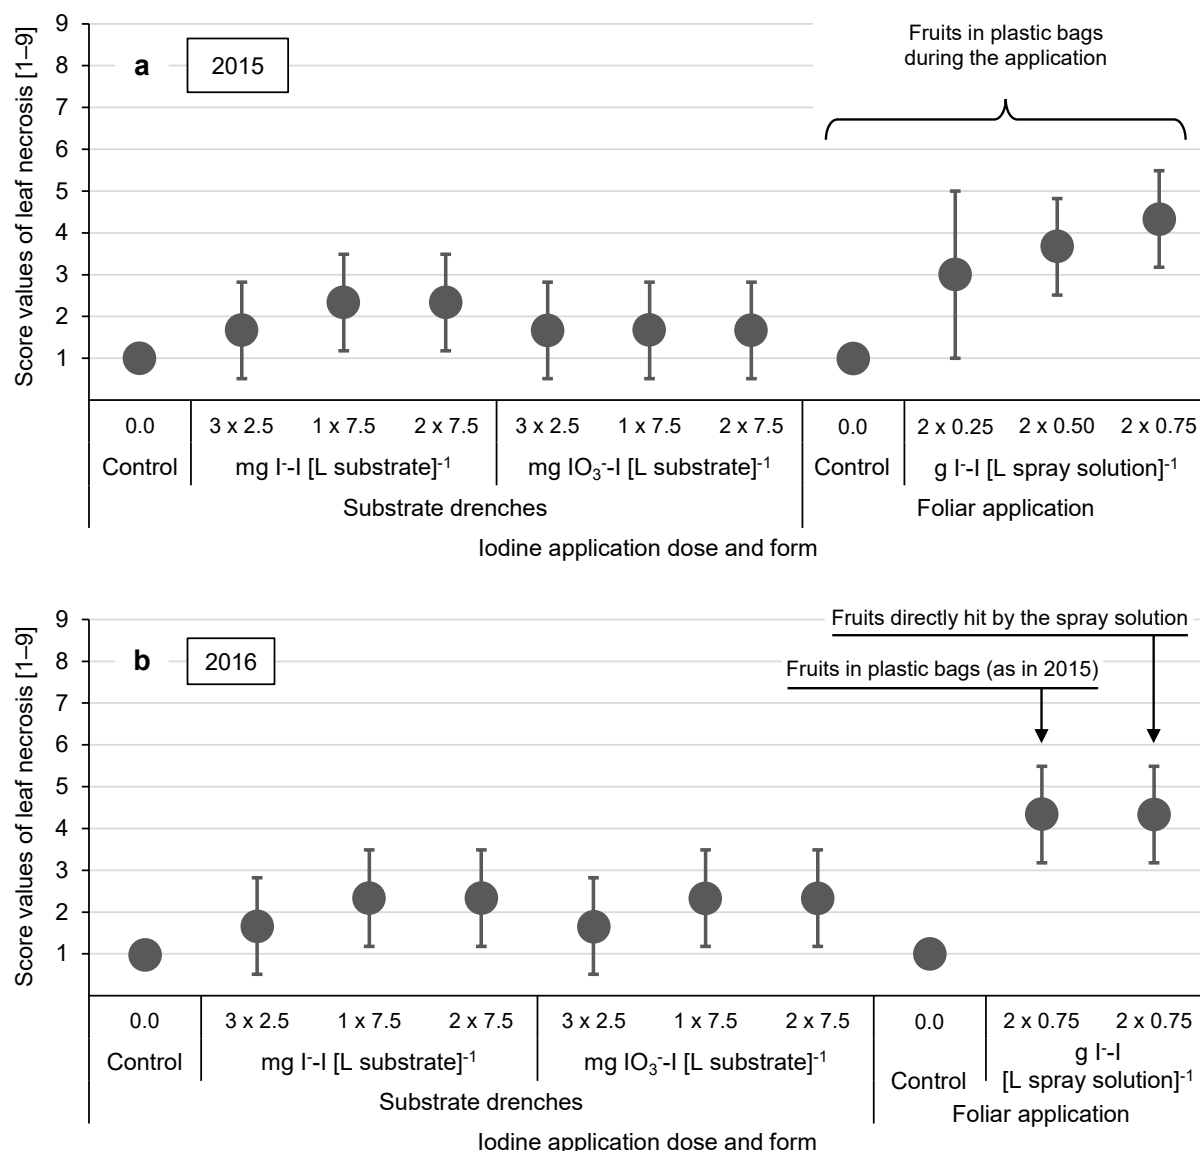 Score values of leaf necrosis [1–9]
9
8
7
6
5
4
3
2
1
a
2015
Fruits in plastic bags
during the application
0.0 3 x 2.5 1 x 7.5 2 x 7.5 3 x 2.5 1 x 7.5 2 x 7.5 0.0 2 x 0.25 2 x 0.50 2 x 0.75
Control mg I⁻-I [L substrate]⁻¹ mg IO₃⁻-I [L substrate]⁻¹ Control g I⁻-I [L spray solution]⁻¹
Substrate drenches Foliar application
Iodine application dose and form
Score values of leaf necrosis [1–9]
9
8
7
6
5
4
3
2
1
b
2016
Fruits directly hit by the spray solution
Fruits in plastic bags (as in 2015)
0.0 3 x 2.5 1 x 7.5 2 x 7.5 3 x 2.5 1 x 7.5 2 x 7.5 0.0 2 x 0.75 2 x 0.75
Control mg I⁻-I [L substrate]⁻¹ mg IO₃⁻-I [L substrate]⁻¹ Control g I⁻-I
[L spray solution]⁻¹
Substrate drenches Foliar application
Iodine application dose and form